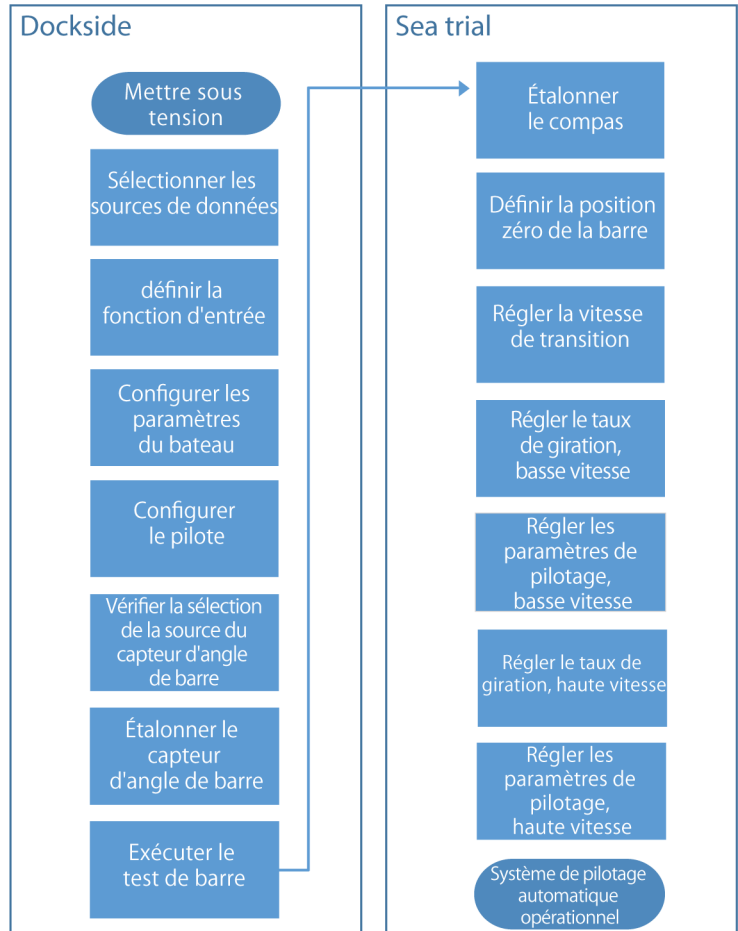 Dockside
Mettre sous
tension
Sélectionner les
sources de données
définir la
fonction d'entrée
Configurer les
paramètres
du bateau
Configurer
le pilote
Vérifier la sélection
de la source du
capteur d'angle
de barre
Étalonner le
capteur
d'angle de barre
Exécuter le
test de barre
Sea trial
Étalonner
le compas
Définir la position
zéro de la barre
Régler la vitesse
de transition
Régler le taux
de giration,
basse vitesse
Régler les
paramètres de
pilotage,
basse vitesse
Régler le taux de
giration, haute vitesse
Régler les
paramètres de
pilotage,
haute vitesse
Système de pilotage
automatique
opérationnel